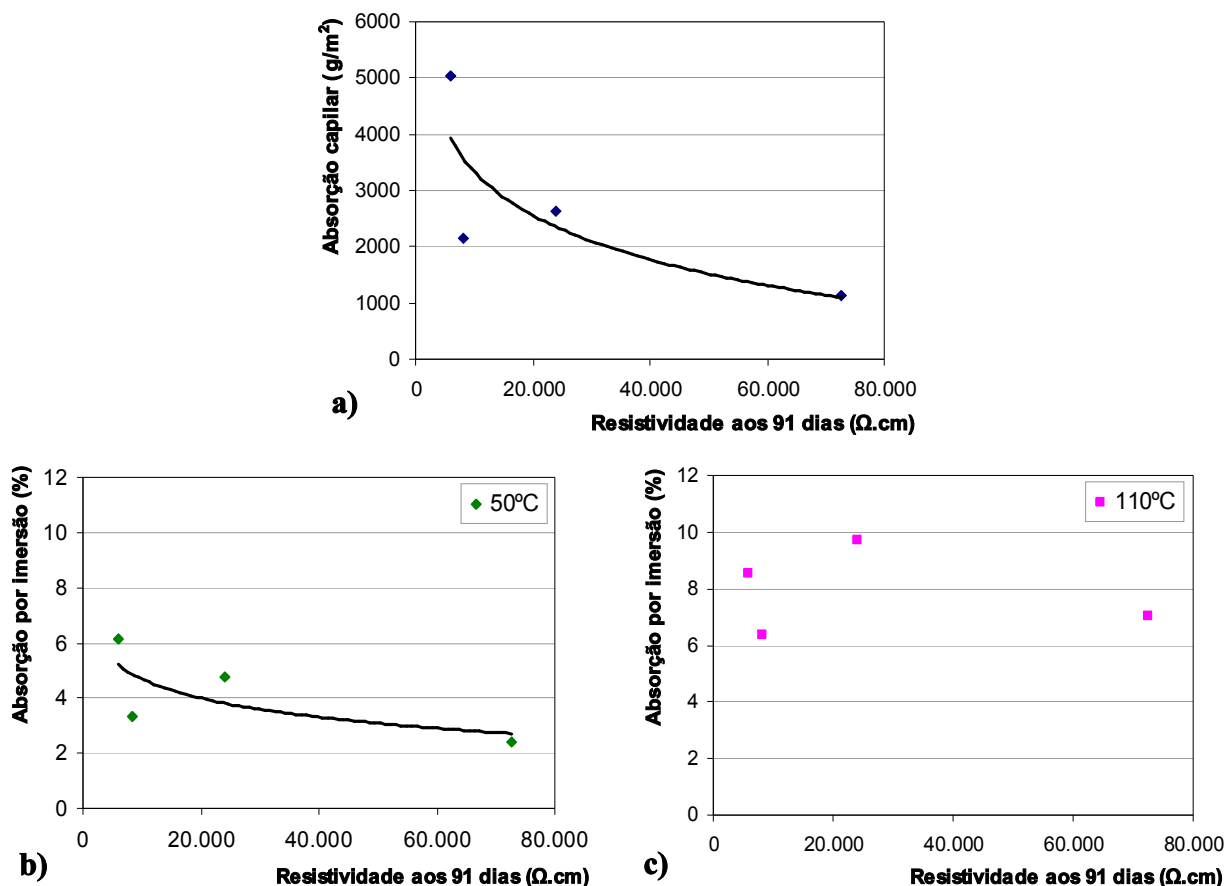 6000
5000
4000
3000
2000
1000
0
Absorção capilar (g/m²)
0 20.000 40.000 60.000 80.000
Resistividade aos 91 dias (Ω.cm)
a)
12
10
8
6
4
2
0
Absorção por imersão (%)
50ºC
0 20.000 40.000 60.000 80.000
Resistividade aos 91 dias (Ω.cm)
b)
12
10
8
6
4
2
0
Absorção por imersão (%)
110ºC
0 20.000 40.000 60.000 80.000
Resistividade aos 91 dias (Ω.cm)
c)